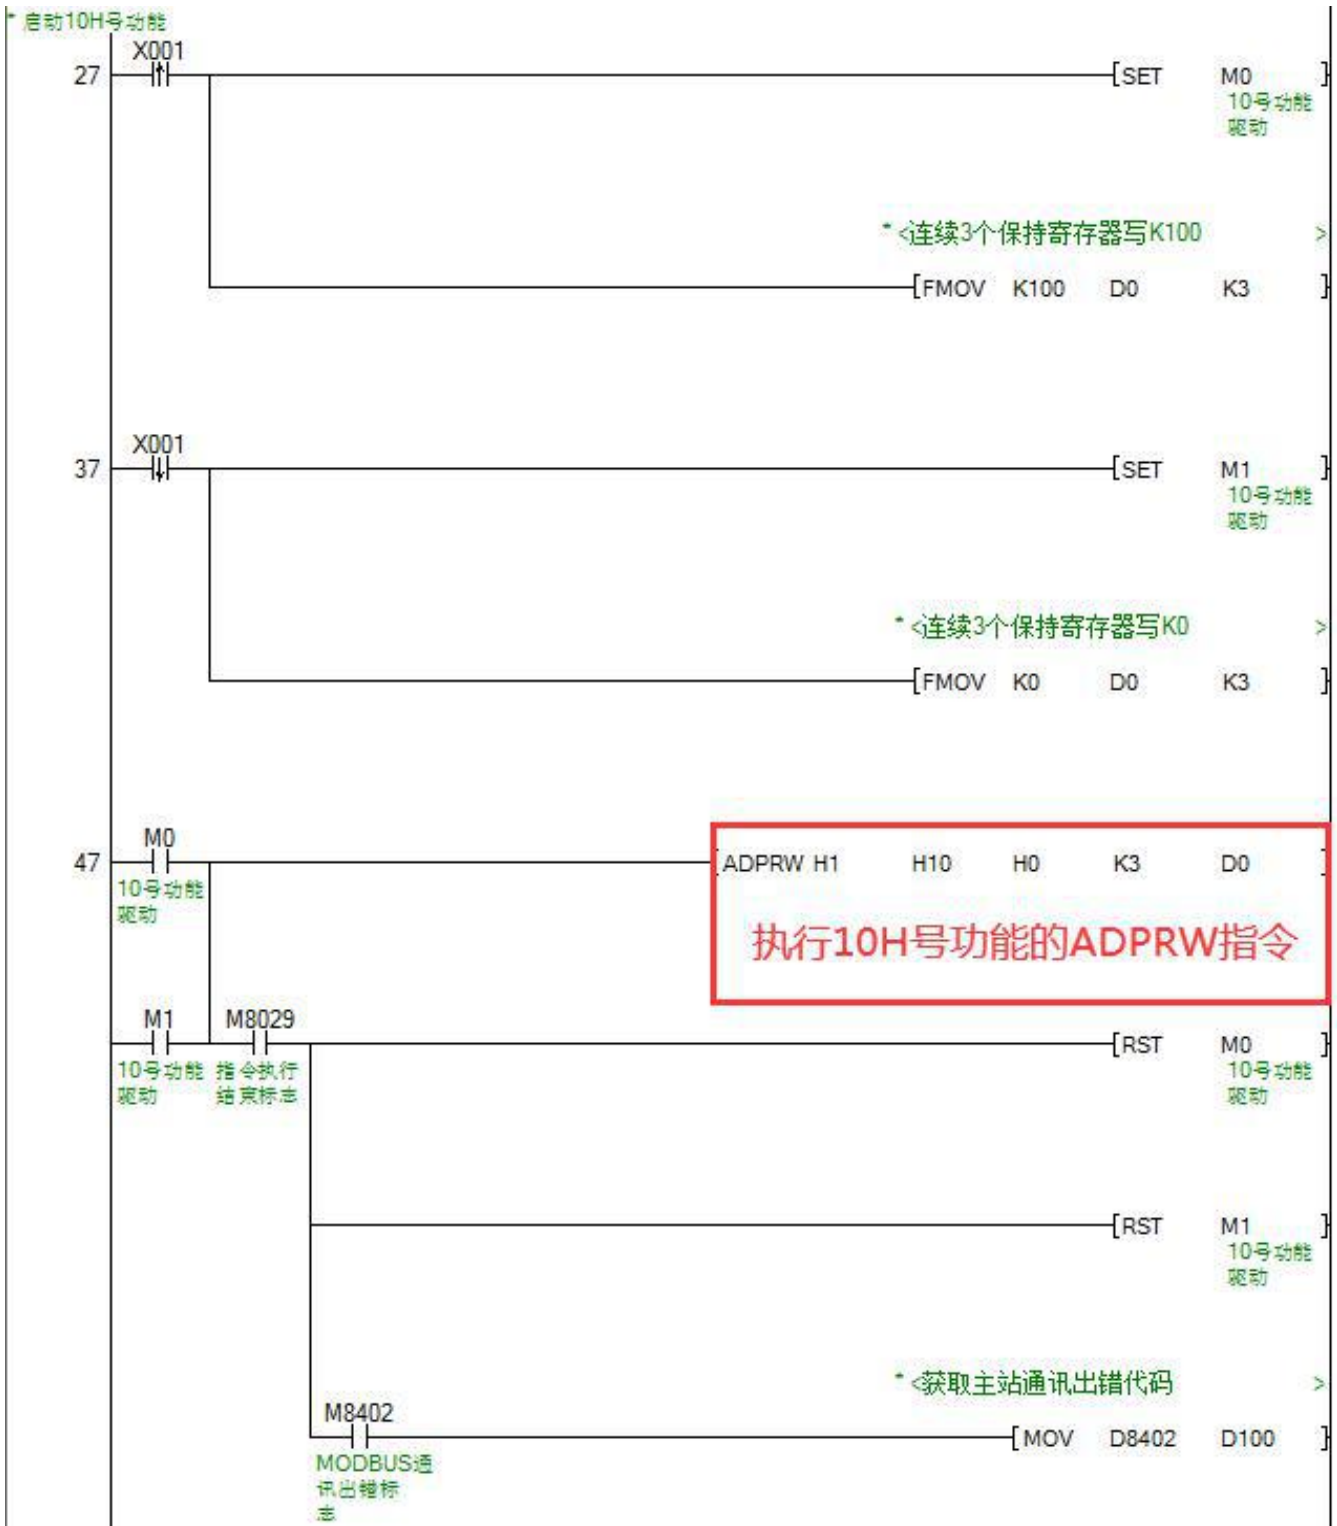 * 启动10H号功能
X001
27 [SET M0 ]
10号功能
驱动
* <连续3个保持寄存器写K100 >
[FMOV K100 D0 K3 ]
X001
37 [SET M1 ]
10号功能
驱动
* <连续3个保持寄存器写K0 >
[FMOV K0 D0 K3 ]
M0
47 [ADPRW H1 H10 H0 K3 D0 ]
10号功能
驱动
执行10H号功能的ADPRW指令
M1 M8029
[RST M0 ]
10号功能 指令执行 10号功能
驱动 结束标志 驱动
[RST M1 ]
10号功能
驱动
* <获取主站通讯出错代码 >
M8402
[MOV D8402 D100 ]
MODBUS通
讯出错标
志